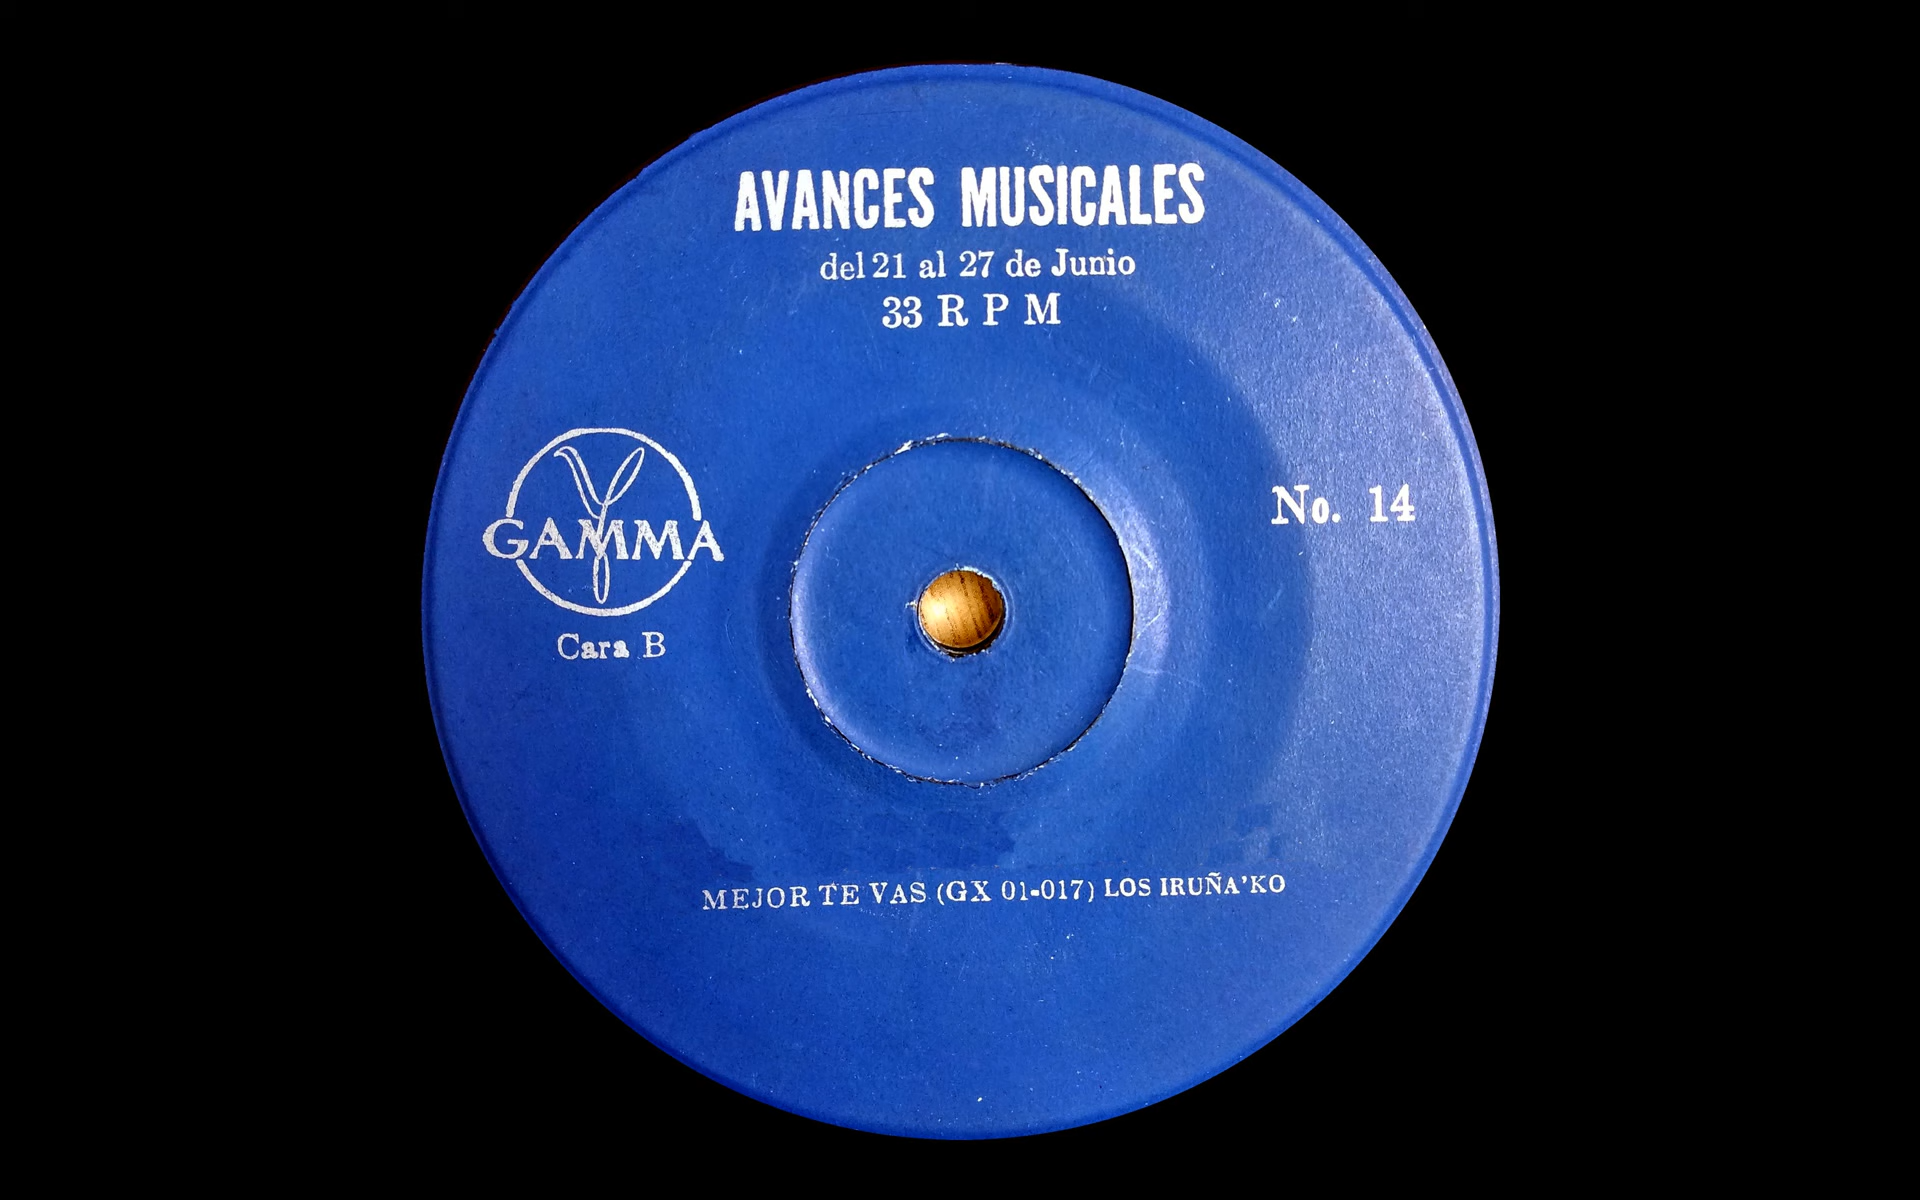 AVANCES MUSICALES
del 21 al 27 de Junio
33 R P M
GAMMA
No. 14
Cara B
MEJOR TE VAS (GX 01-017) LOS IRUÑA'KO